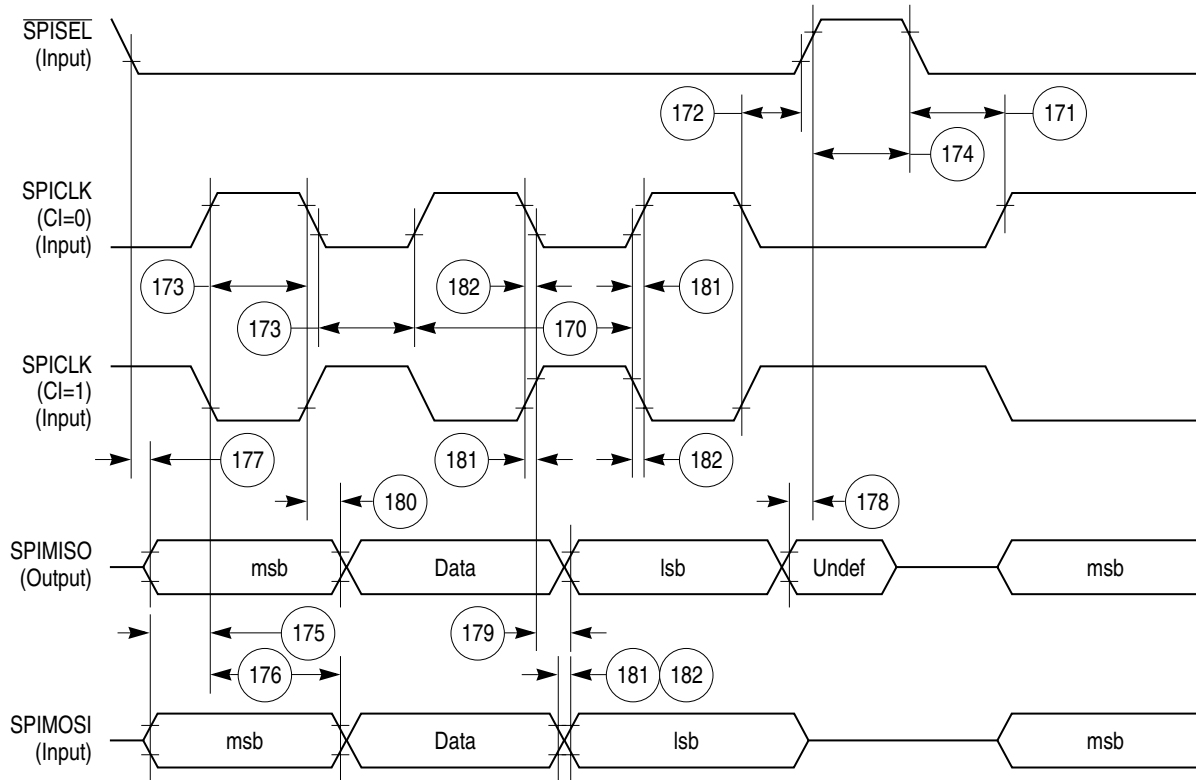 SPISEL
(Input)
172
171
174
SPICLK
(CI=0)
(Input)
173
182
181
173
170
SPICLK
(CI=1)
(Input)
177
181
182
180
178
SPIMISO
(Output)
msb
Data
lsb
Undef
msb
175
179
176
181 182
SPIMOSI
(Input)
msb
Data
lsb
msb